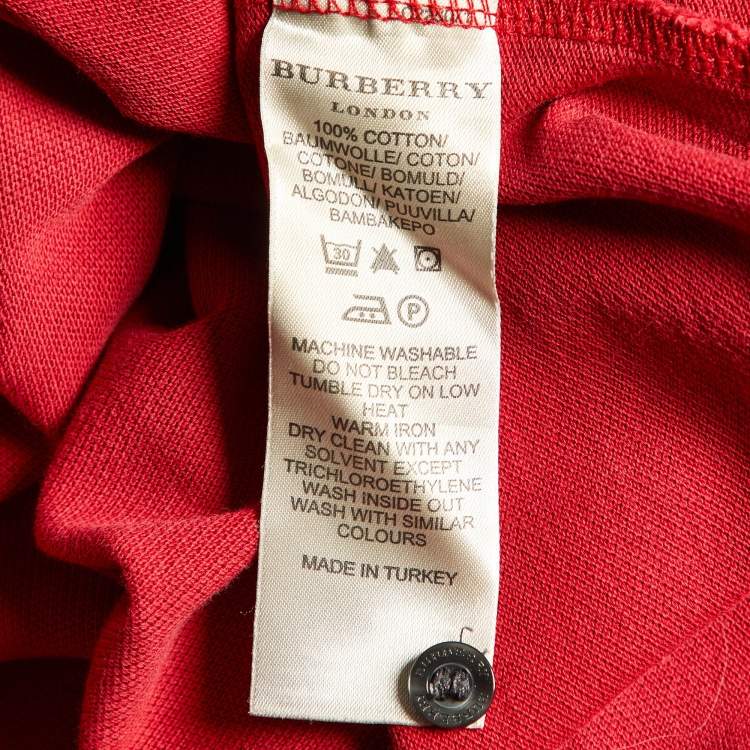 BURBERRY
LONDON
100% COTTON/
BAUMWOLLE/ COTON/
COTONE/ BOMULD/
BOMULL/ KATOEN/
ALGODON/ PUUVILLA/
BAMBAKEPO
30
P
MACHINE WASHABLE
DO NOT BLEACH
TUMBLE DRY ON LOW
HEAT
WARM IRON
DRY CLEAN WITH ANY
SOLVENT EXCEPT
TRICHLOROETHYLENE
WASH INSIDE OUT
WASH WITH SIMILAR
COLOURS
MADE IN TURKEY